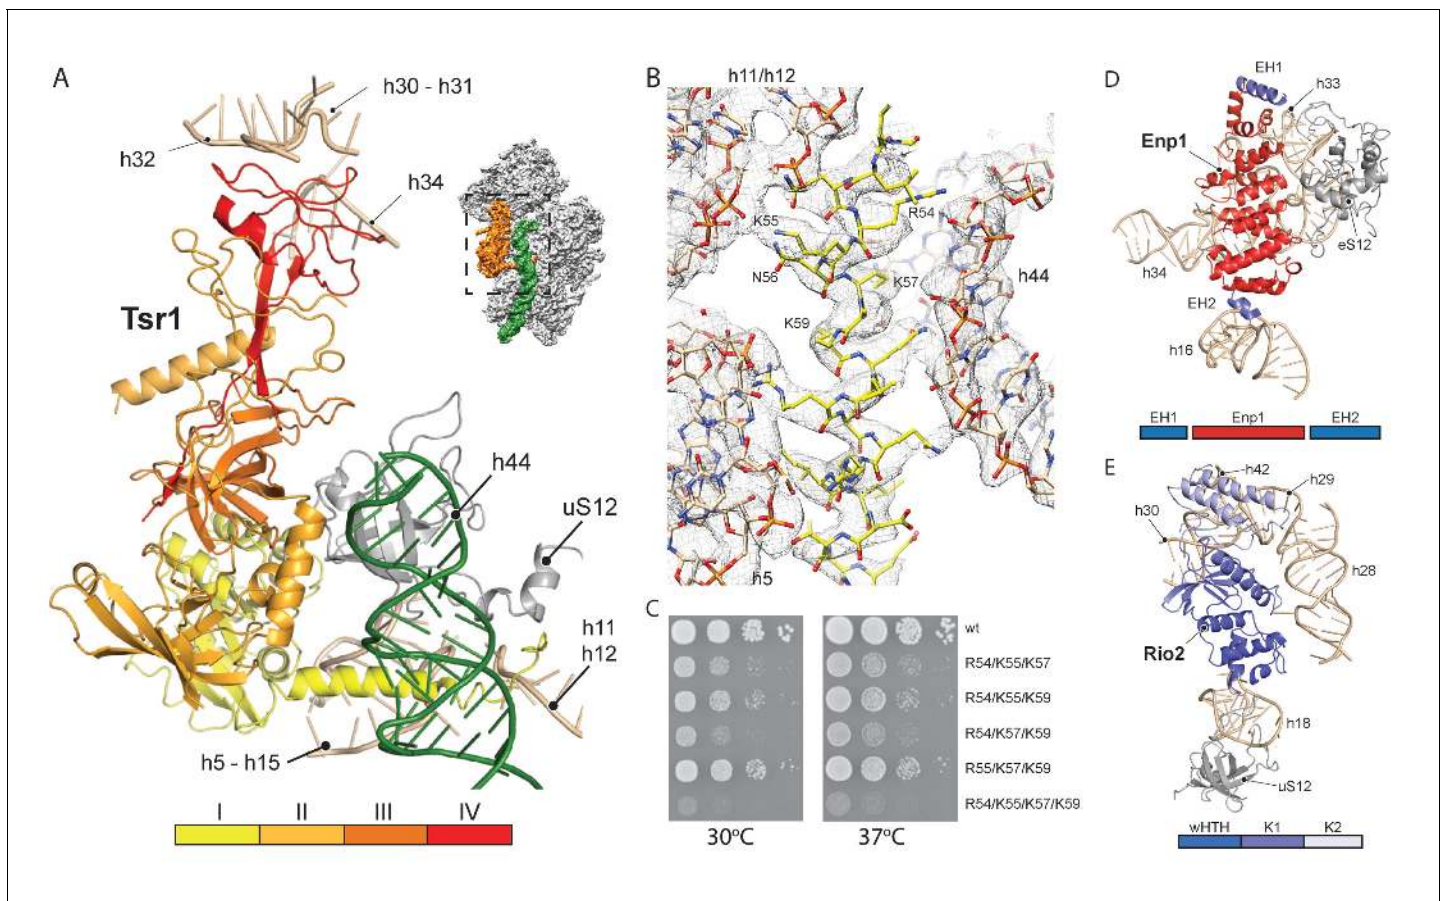 A
h30 - h31
h32
h34
Tsr1
h44
uS12
h11
h12
h5 - h15
I II III IV
B
h11/h12
K55
R54
N56
K57
h44
K59
h5
C
wt
R54/K55/K57
R54/K55/K59
R54/K57/K59
R55/K57/K59
R54/K55/K57/K59
30°C 37°C
D
EH1
h33
Enp1
eS12
h34
EH2
h16
EH1 Enp1 EH2
E
h42
h29
h30
h28
Rio2
h18
uS12
wHTH K1 K2